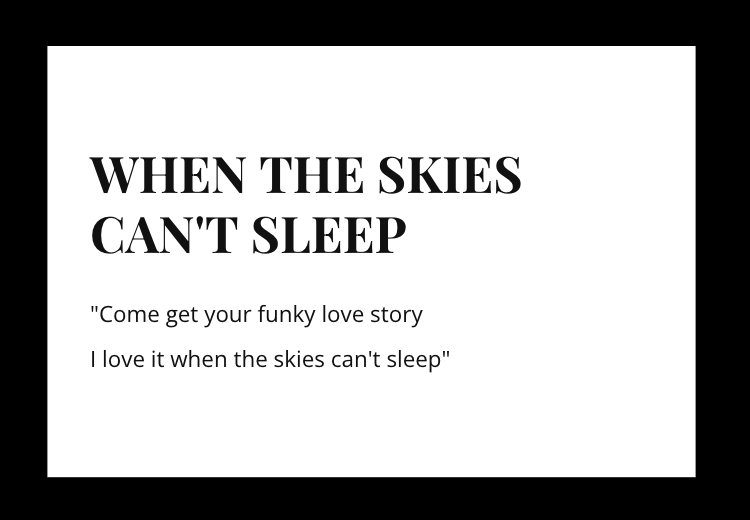 WHEN THE SKIES
CAN'T SLEEP
"Come get your funky love story
I love it when the skies can't sleep"